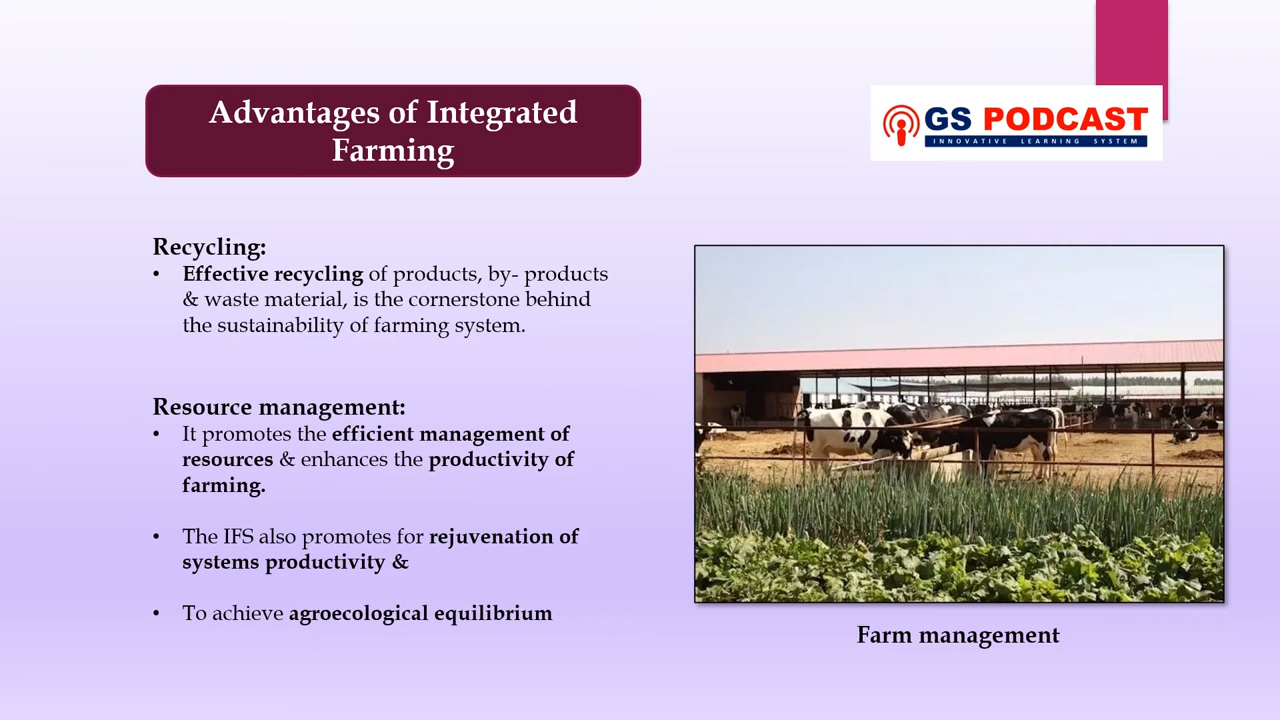 Advantages of Integrated
Farming
GS PODCAST
INNOVATIVE LEARNING SYSTEM
Recycling:
• Effective recycling of products, by- products
& waste material, is the cornerstone behind
the sustainability of farming system.
Resource management:
• It promotes the efficient management of
resources & enhances the productivity of
farming.
• The IFS also promotes for rejuvenation of
systems productivity &
• To achieve agroecological equilibrium
Farm management